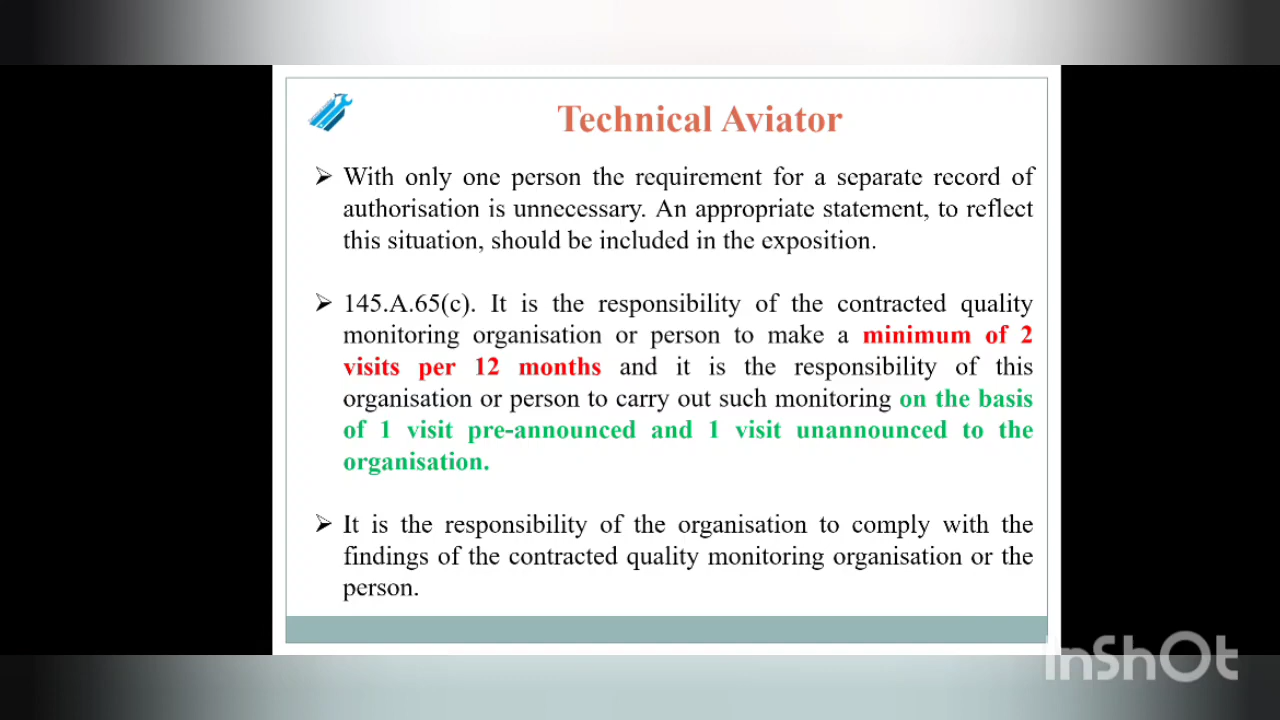 Technical Aviator
➢ With only one person the requirement for a separate record of
authorisation is unnecessary. An appropriate statement, to reflect
this situation, should be included in the exposition.
➢ 145.A.65(c). It is the responsibility of the contracted quality
monitoring organisation or person to make a minimum of 2
visits per 12 months and it is the responsibility of this
organisation or person to carry out such monitoring on the basis
of 1 visit pre-announced and 1 visit unannounced to the
organisation.
➢ It is the responsibility of the organisation to comply with the
findings of the contracted quality monitoring organisation or the
person.
InShOt